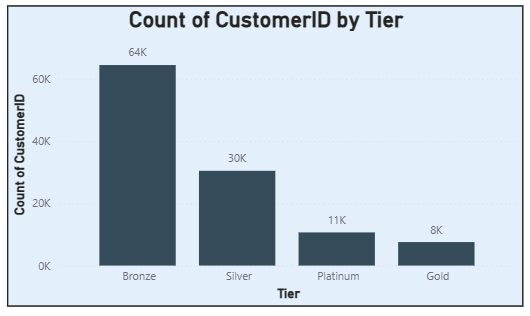 Count of CustomerID by Tier
64K
60K
Count of CustomerID
40K
30K
20K
11K
8K
0K
Bronze
Silver
Platinum
Gold
Tier